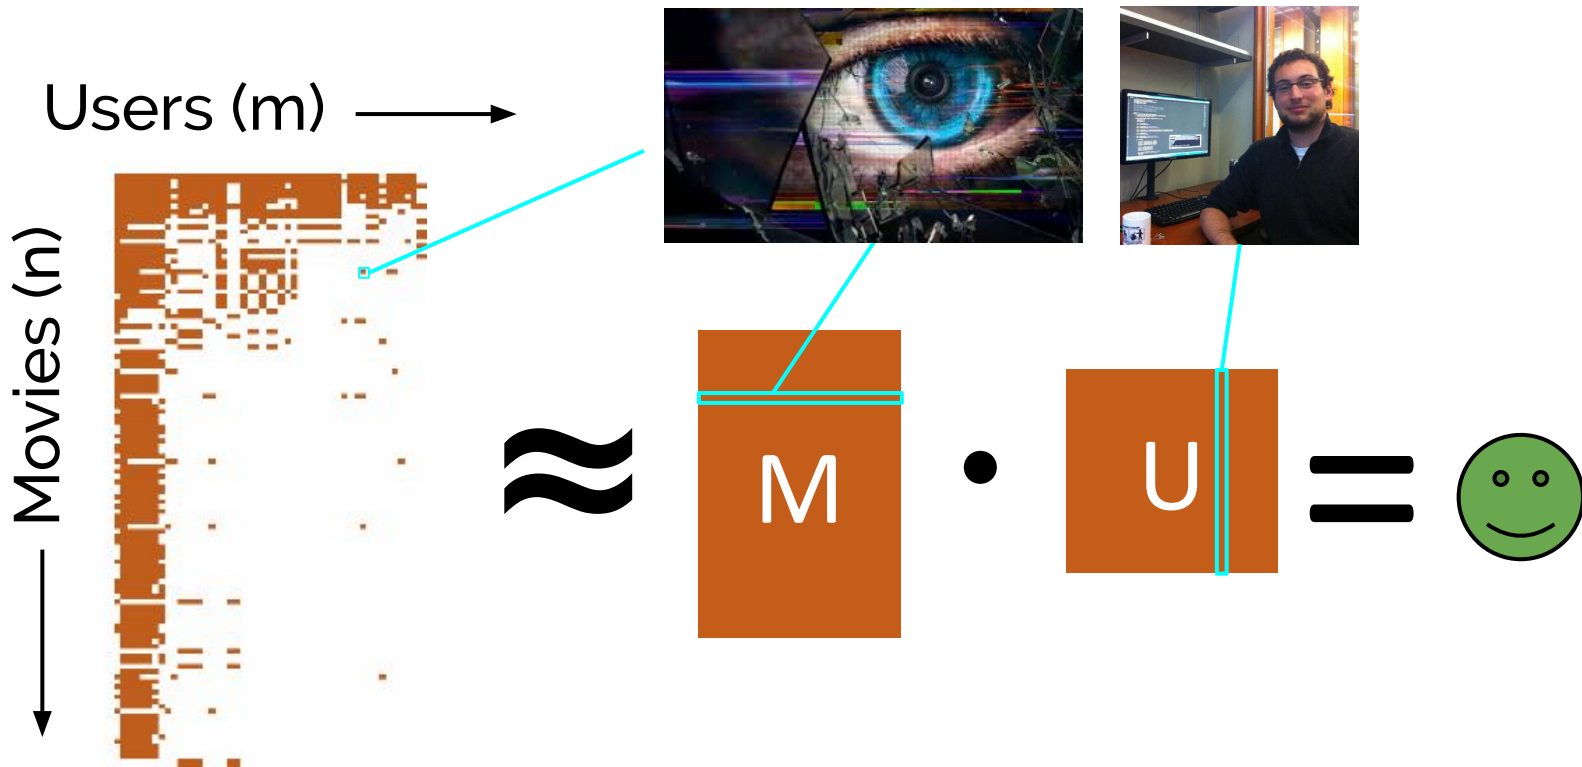 Users (m)
Movies (n)
≈
M
•
U
=